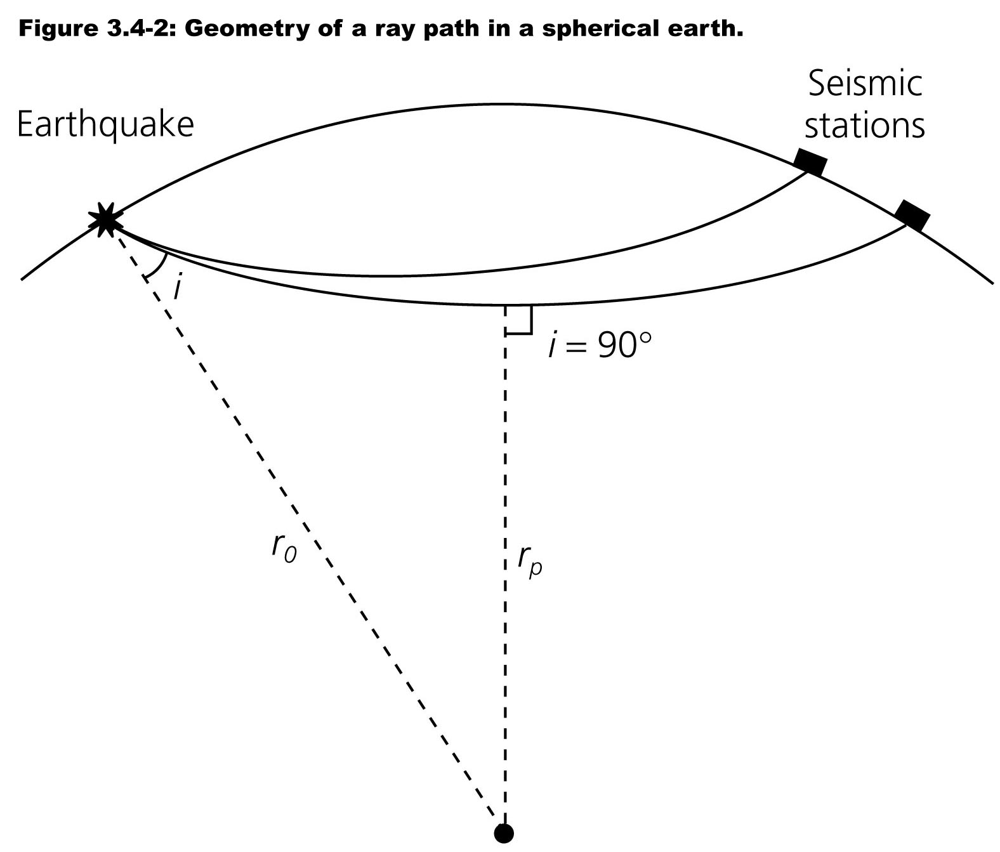 Figure 3.4-2: Geometry of a ray path in a spherical earth.
Seismic
stations
Earthquake
i
i = 90°
r0
rp